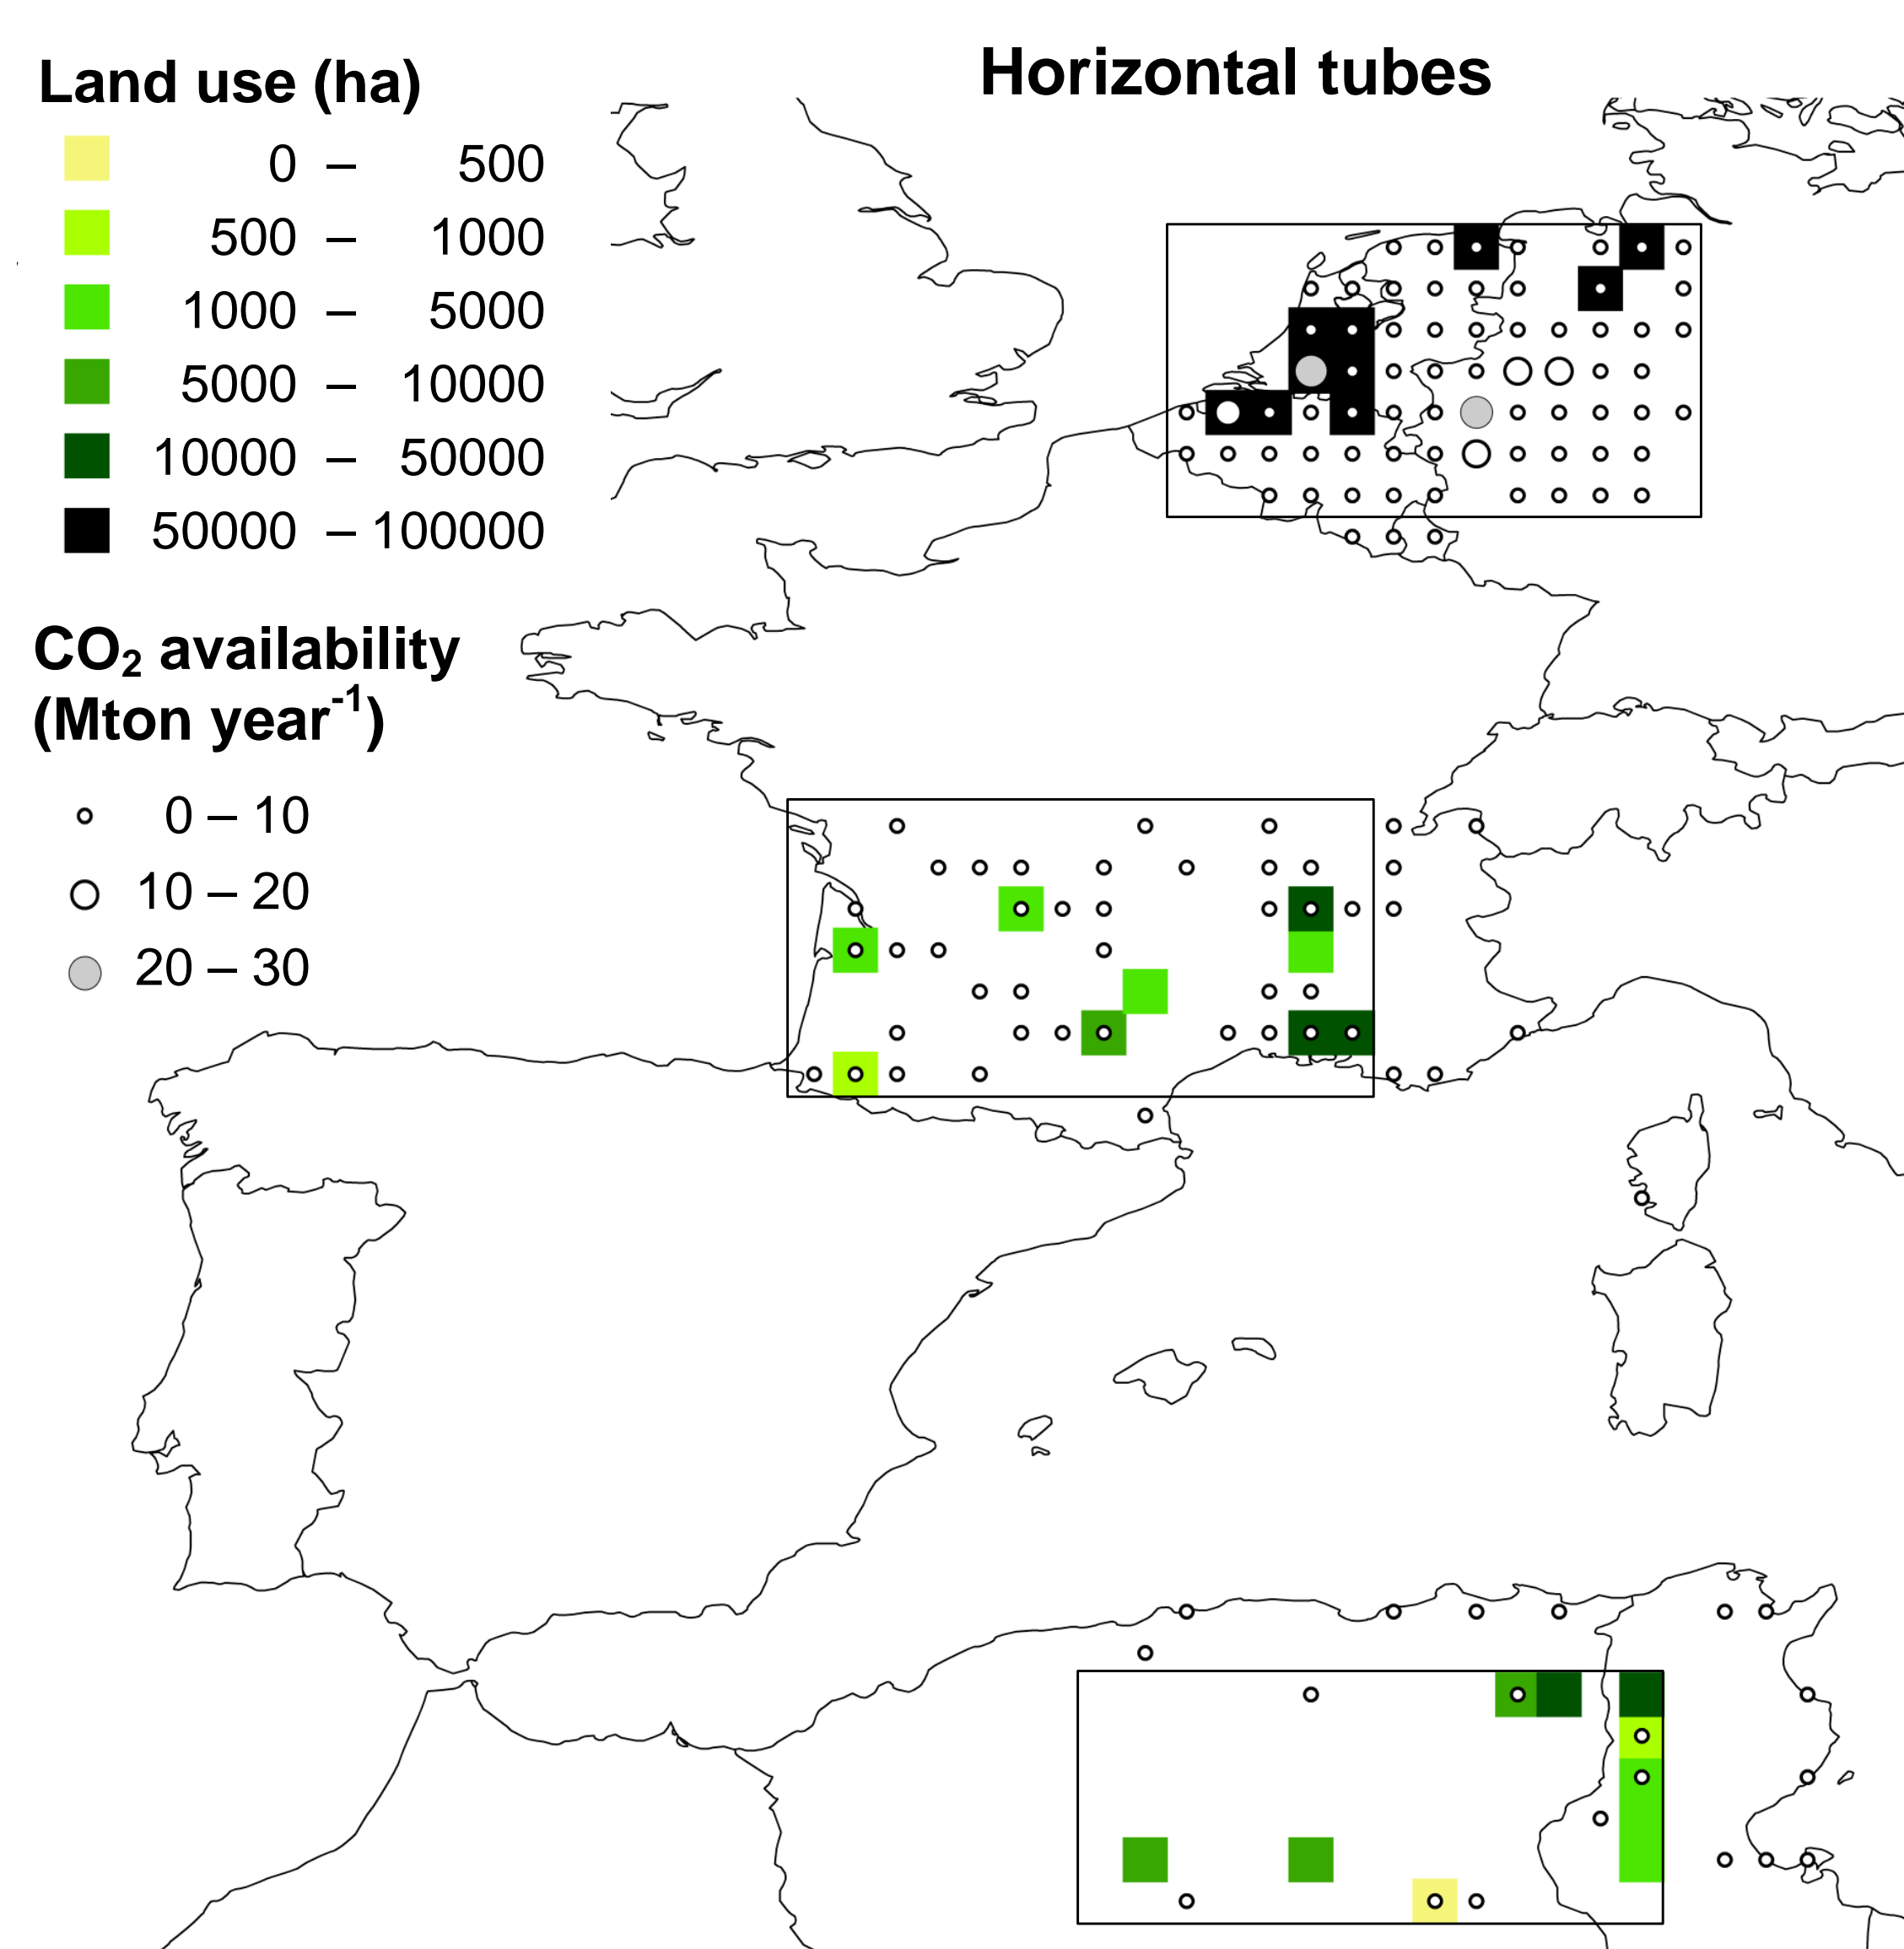 Horizontal tubes
Land use (ha)
0 – 500
500 – 1000
1000 – 5000
5000 – 10000
10000 – 50000
50000 – 100000
CO₂ availability
(Mton year⁻¹)
0 – 10
10 – 20
20 – 30